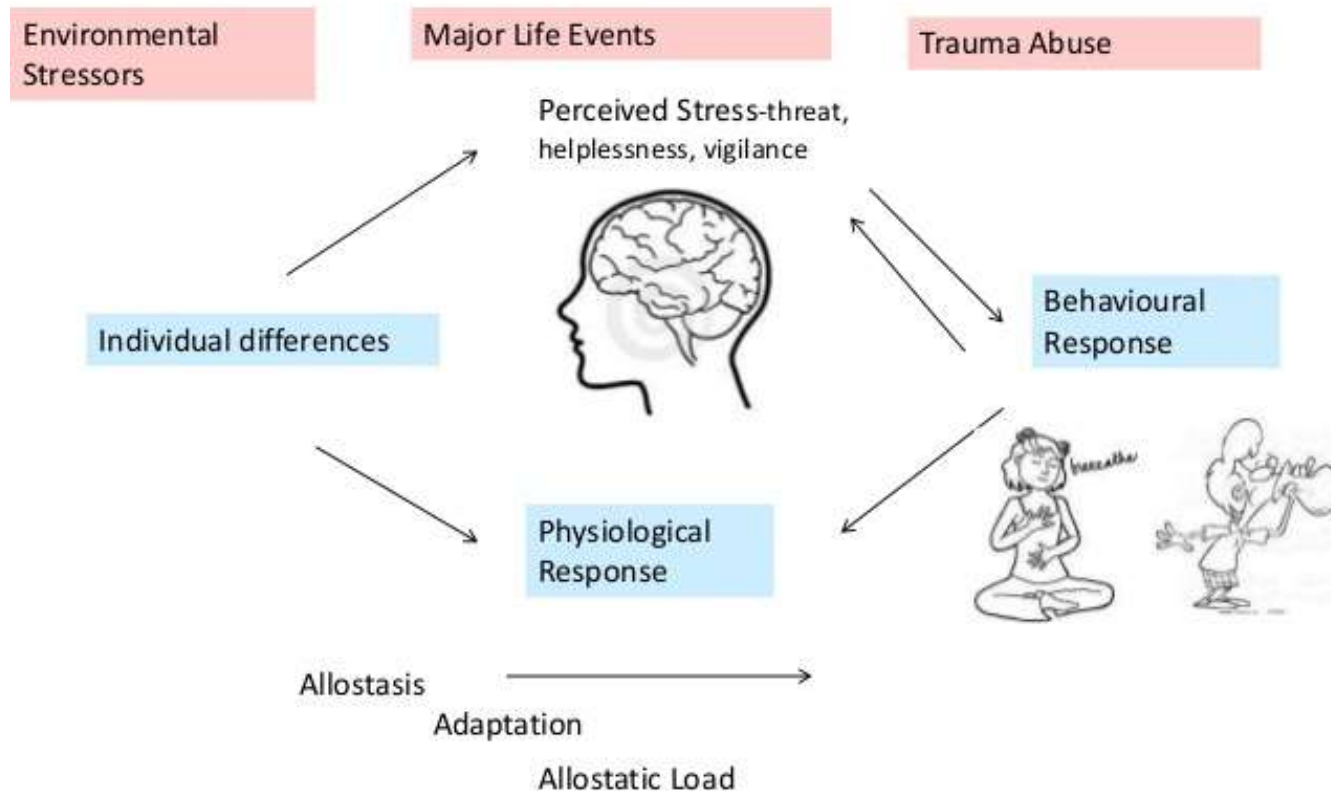 Environmental
Stressors
Major Life Events
Trauma Abuse
Perceived Stress-threat,
helplessness, vigilance
Individual differences
Behavioural
Response
breathe
Physiological
Response
Allostasis
Adaptation
Allostatic Load